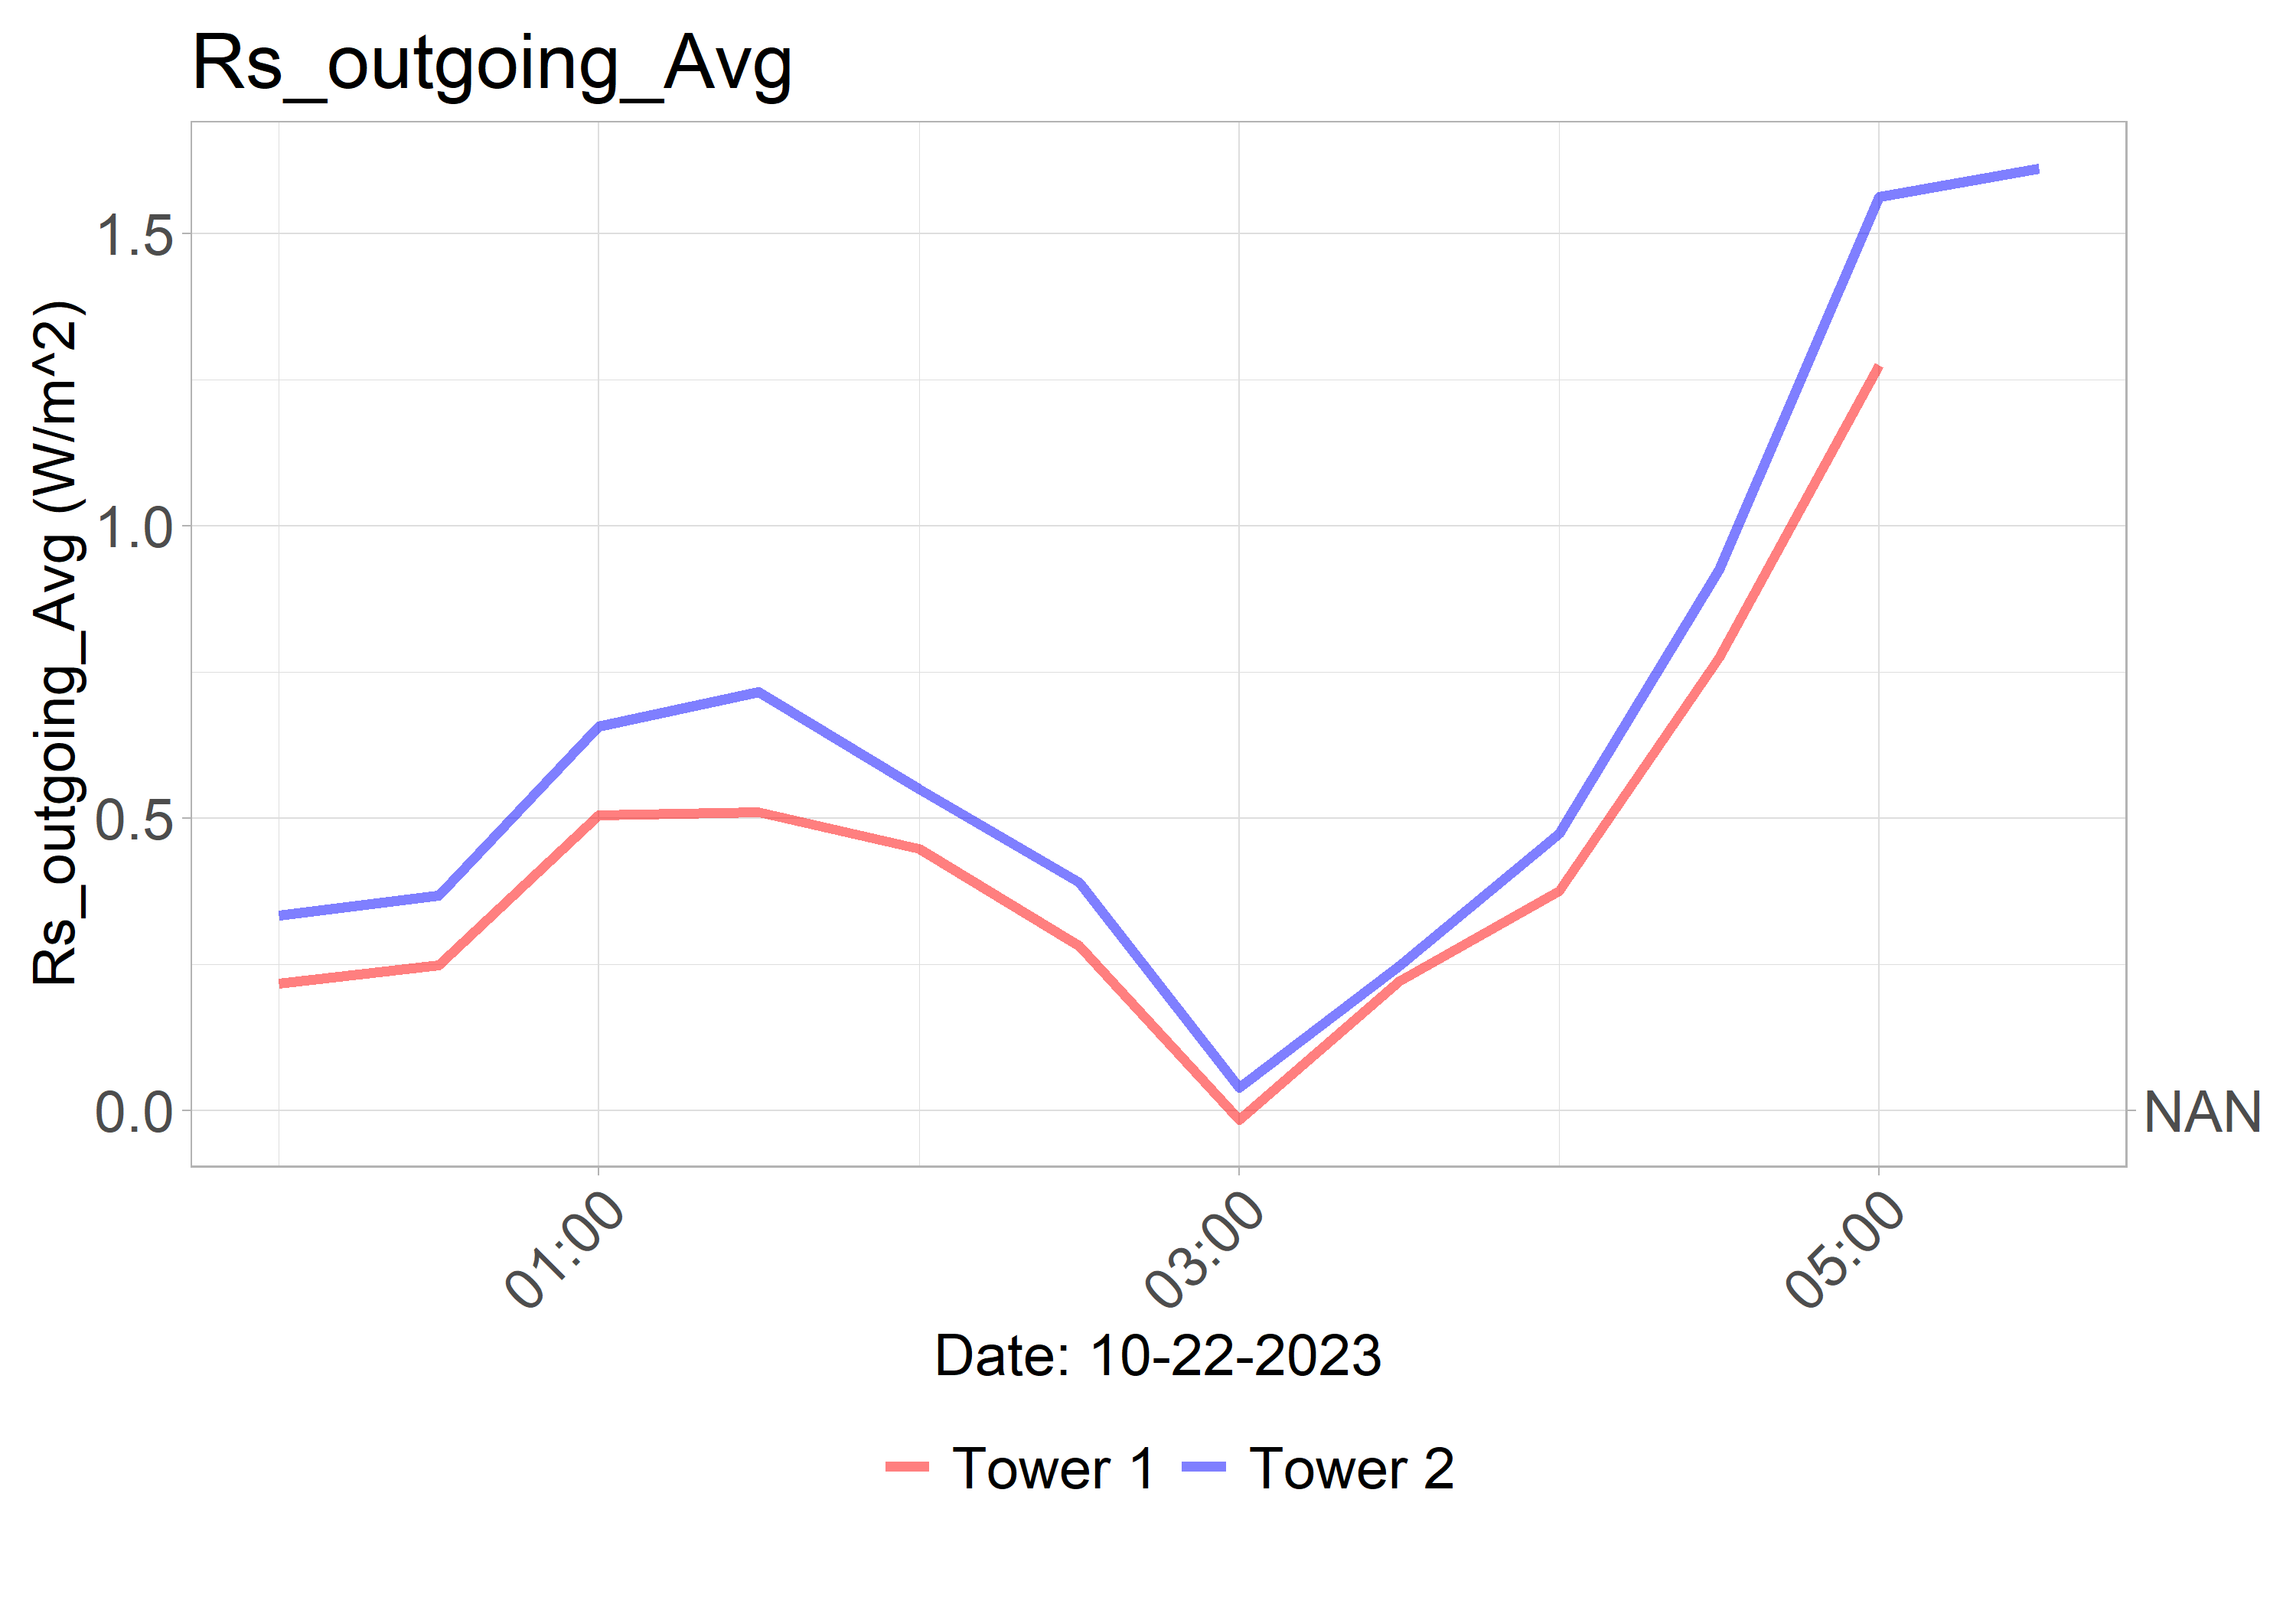 Rs_outgoing_Avg
Rs_outgoing_Avg (W/m^2)
1.5
1.0
0.5
0.0
NAN
01:00
03:00
05:00
Date: 10-22-2023
Tower 1
Tower 2